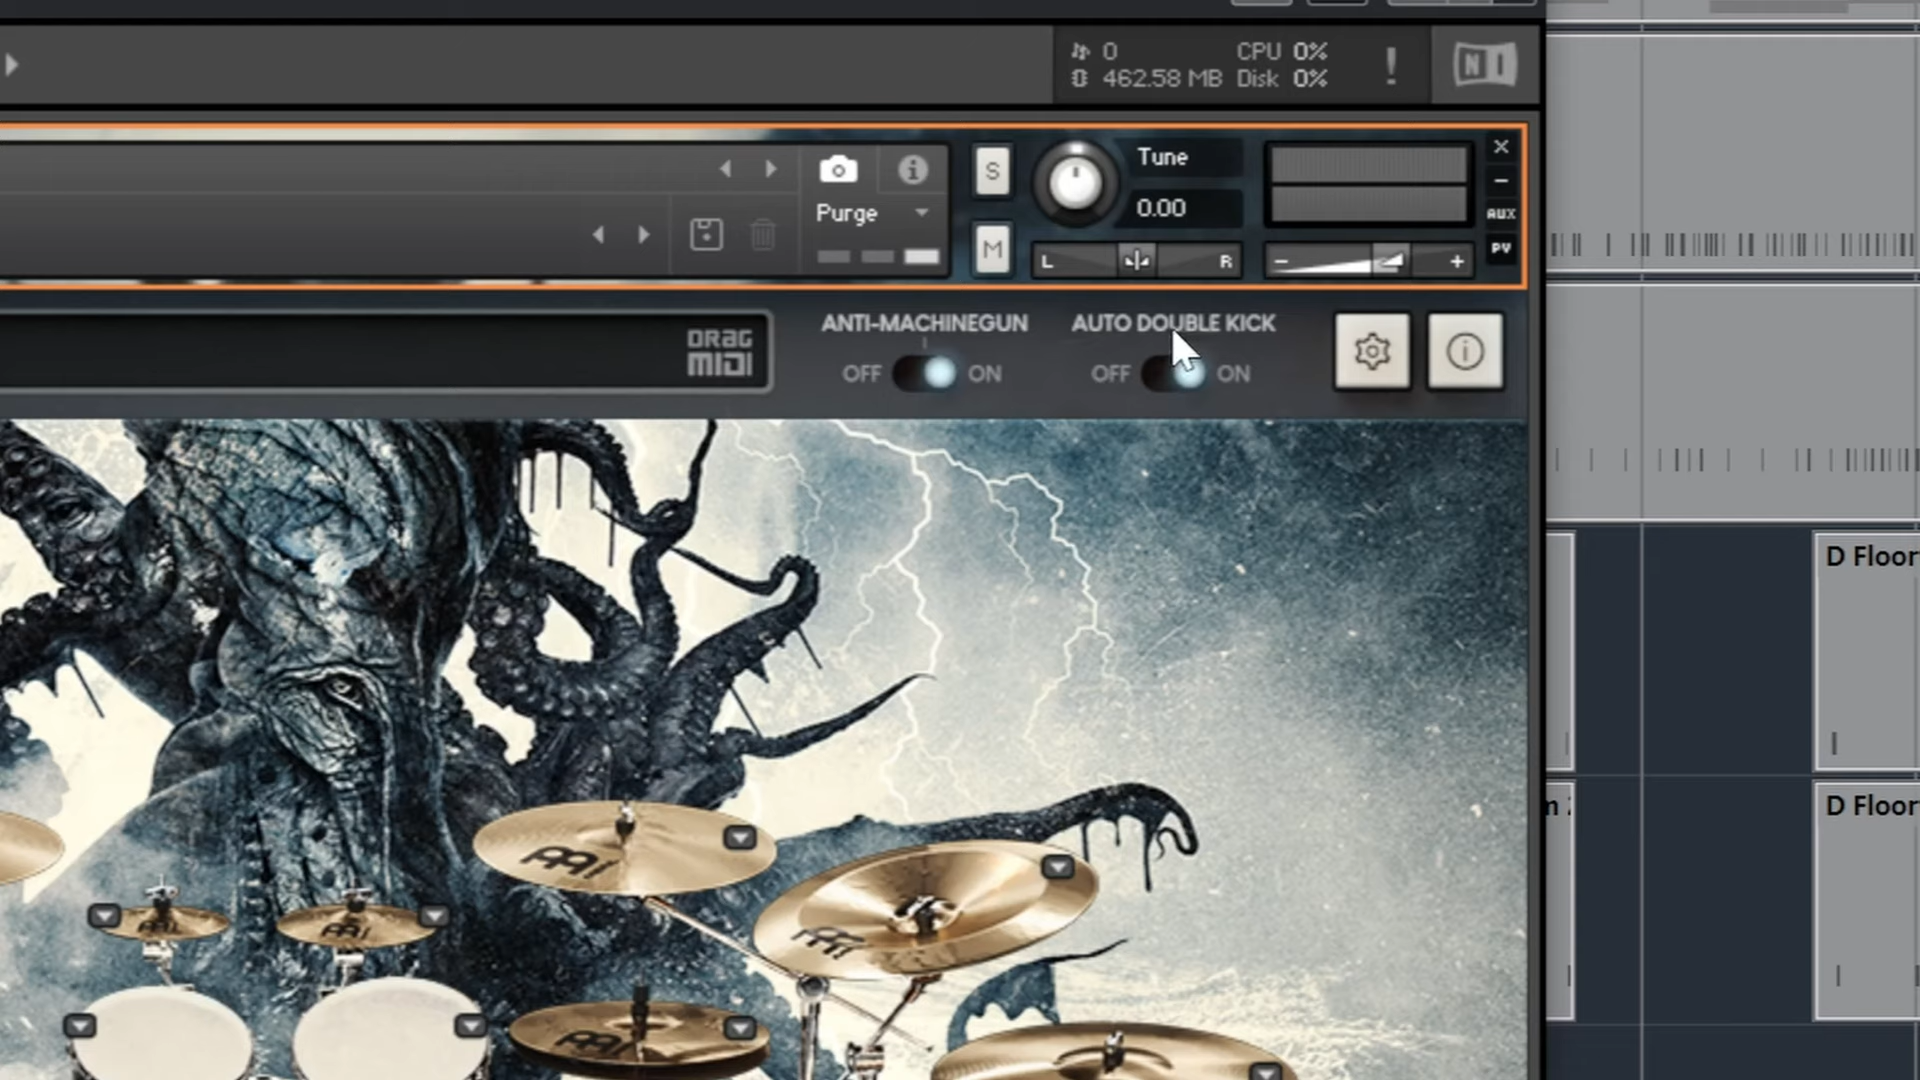 0 CPU 0%
462.58 MB Disk 0%
!
NI
S
Tune
Purge
0.00
M
L R
- +
×
AUX
PV
DRAG
MIDI
ANTI-MACHINEGUN
OFF ON
AUTO DOUBLE KICK
OFF ON
D Floor
D Floor